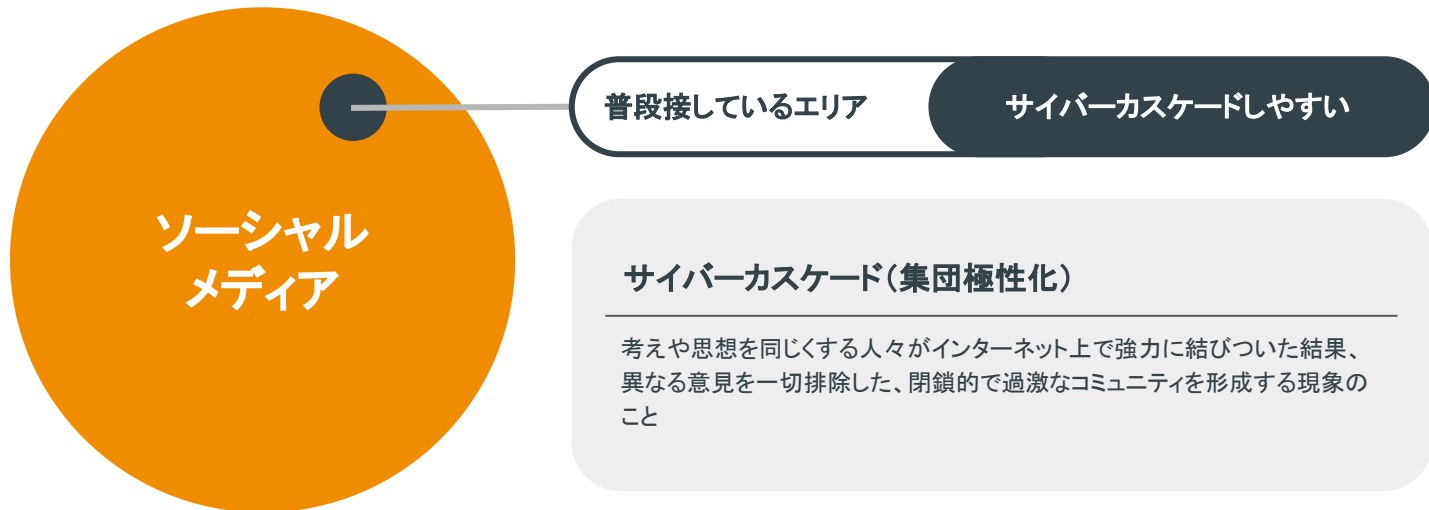 ソーシャル
メディア
普段接しているエリア
サイバーカスケードしやすい
サイバーカスケード（集団極性化）
考えや思想を同じくする人々がインターネット上で強力に結びついた結果、
異なる意見を一切排除した、閉鎖的で過激なコミュニティを形成する現象の
こと